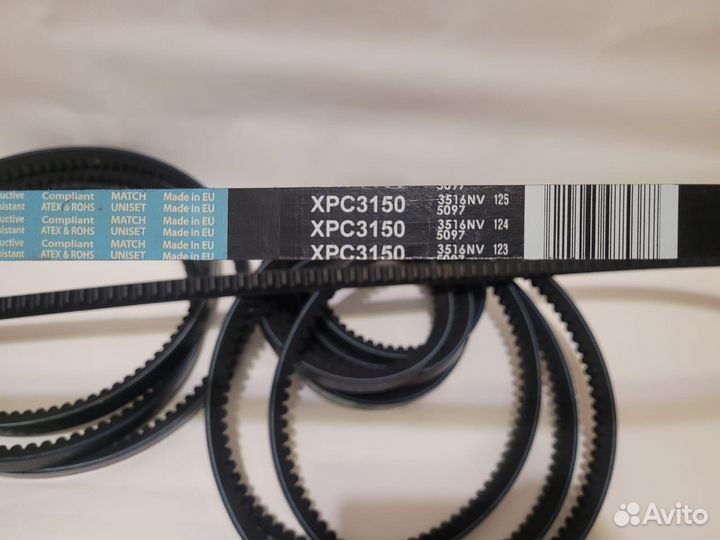 Compliant MATCH Made in EU XPC3150 3516NV 125
ATEX & ROHS UNISET Made in EU 5097
Compliant MATCH Made in EU XPC3150 3516NV 124
ATEX & ROHS UNISET Made in EU 5097
Compliant MATCH Made in EU XPC3150 3516NV 123
ATEX & ROHS UNISET Made in EU
Avito